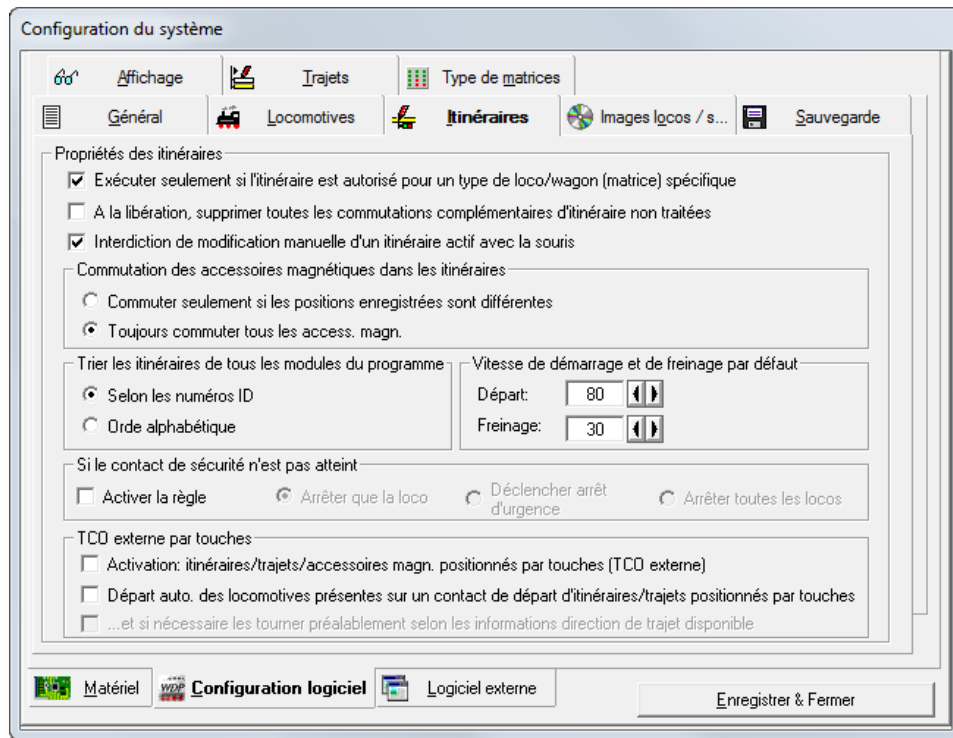 Configuration du système
Affichage
Trajets
Type de matrices
Général
Locomotives
Itinéraires
Images locos / s...
Sauvegarde
Propriétés des itinéraires
Exécuter seulement si l'itinéraire est autorisé pour un type de loco/wagon (matrice) spécifique
A la libération, supprimer toutes les commutations complémentaires d'itinéraire non traitées
Interdiction de modification manuelle d'un itinéraire actif avec la souris
Commutation des accessoires magnétiques dans les itinéraires
Commuter seulement si les positions enregistrées sont différentes
Toujours commuter tous les access. magn.
Trier les itinéraires de tous les modules du programme
Selon les numéros ID
Orde alphabétique
Vitesse de démarrage et de freinage par défaut
Départ: 80
Freinage: 30
Si le contact de sécurité n'est pas atteint
Activer la règle
Arrêter que la loco
Déclencher arrêt
d'urgence
Arrêter toutes les locos
TCO externe par touches
Activation: itinéraires/trajets/accessoires magn. positionnés par touches (TCO externe)
Départ auto. des locomotives présentes sur un contact de départ d'itinéraires/trajets positionnés par touches
...et si nécessaire les tourner préalablement selon les informations direction de trajet disponible
Matériel
WDP
Configuration logiciel
Logiciel externe
Enregistrer & Fermer